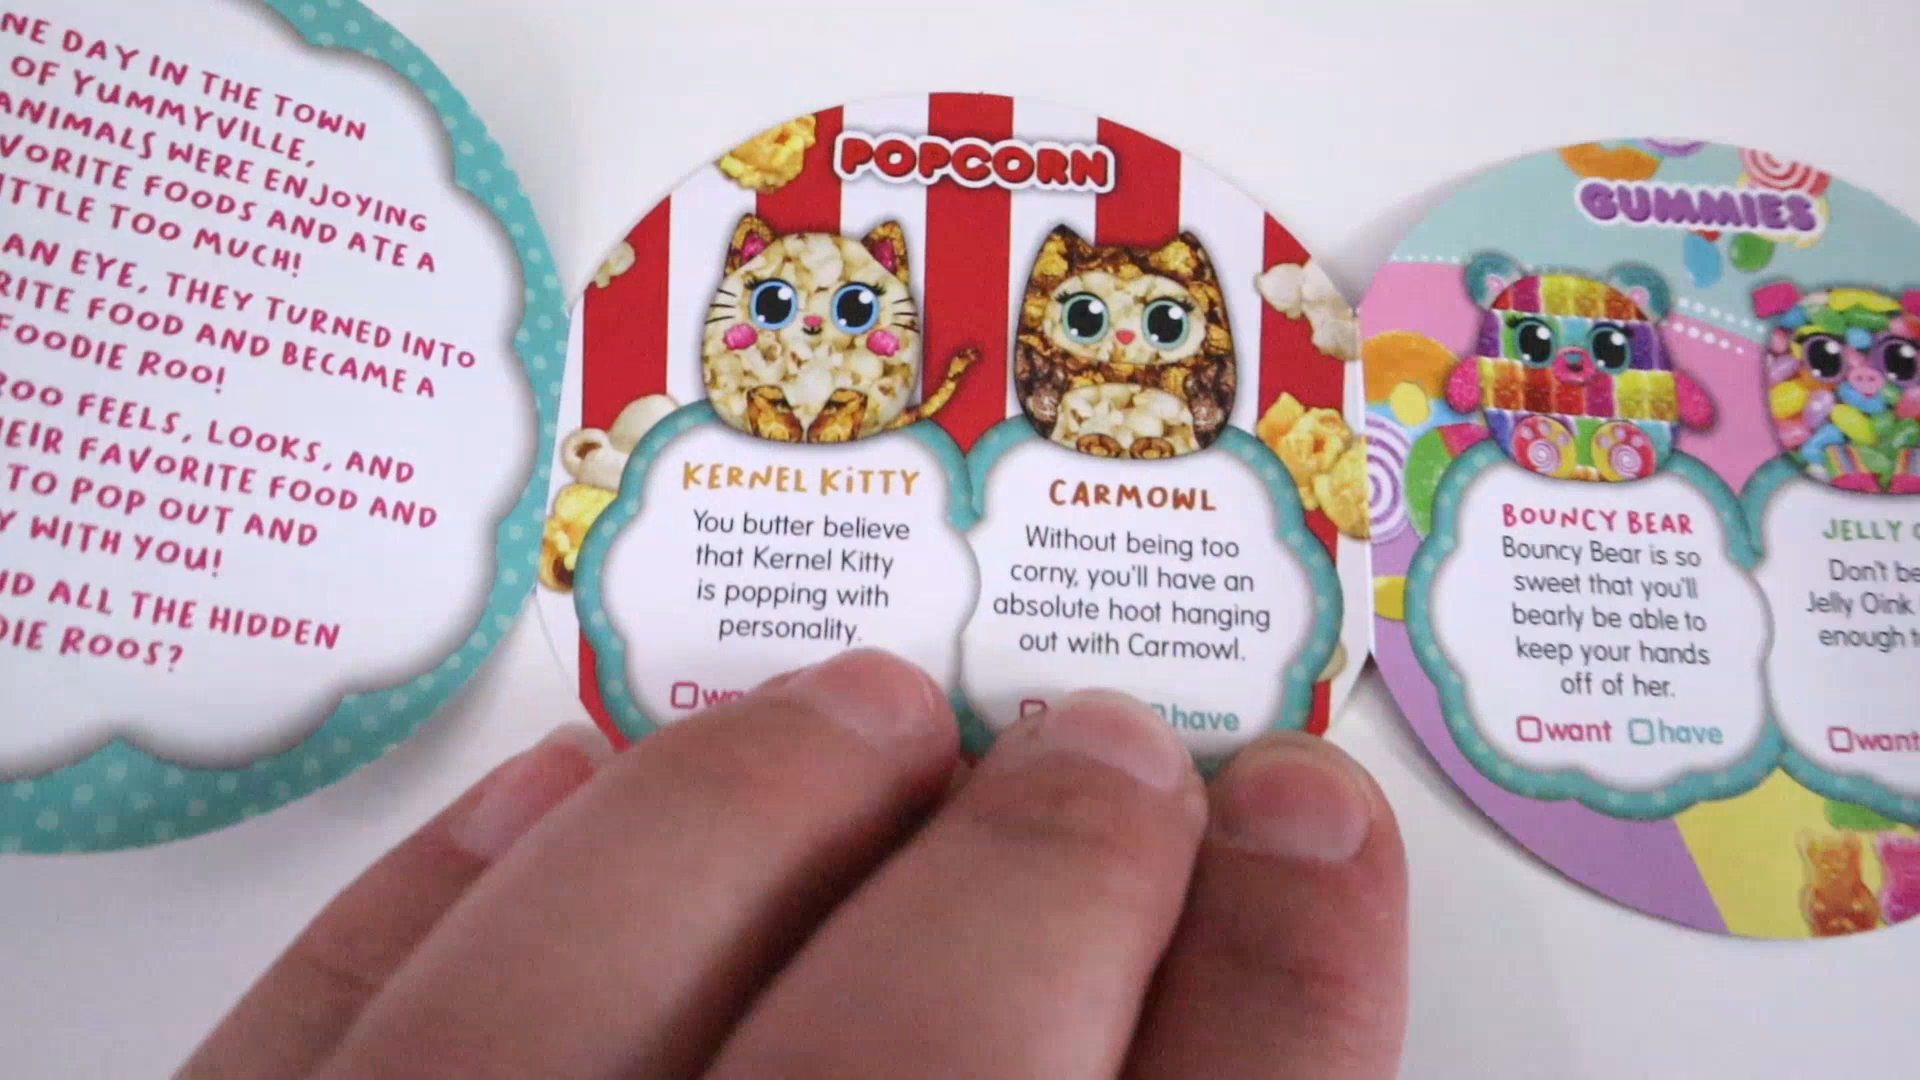 NE DAY IN THE TOWN
OF YUMMYVILLE,
ANIMALS WERE ENJOYING
VORITE FOODS AND ATE A
ITTLE TOO MUCH!
AN EYE, THEY TURNED INTO
RITE FOOD AND BECAME A
FOODIE ROO!
ROO FEELS, LOOKS, AND
HEIR FAVORITE FOOD AND
TO POP OUT AND
Y WITH YOU!
ND ALL THE HIDDEN
DIE ROOS?
POPCORN
KERNEL KITTY
You butter believe
that Kernel Kitty
is popping with
personality.
CARMOWL
Without being too
corny, you'll have an
absolute hoot hanging
out with Carmowl.
have
GUMMIES
BOUNCY BEAR
Bouncy Bear is so
sweet that you'll
bearly be able to
keep your hands
off of her.
want have
JELLY
Don't be
Jelly Oink
enough
want